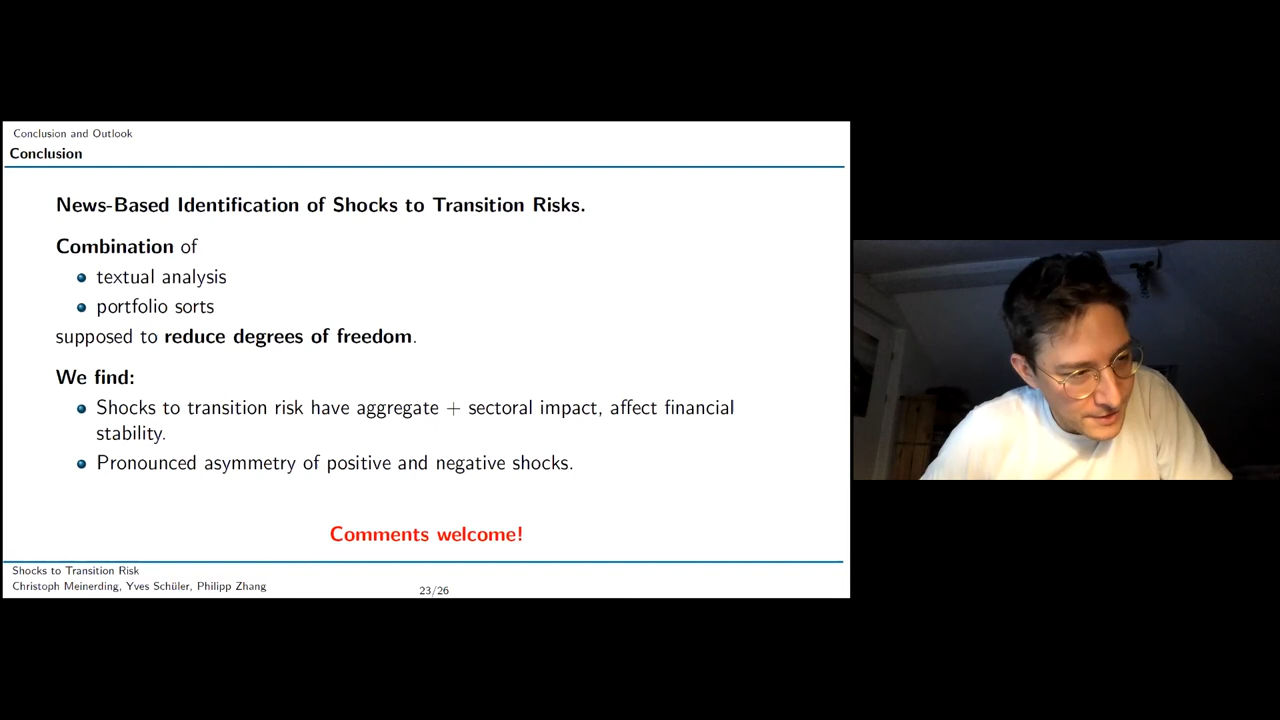 Conclusion and Outlook
Conclusion
News-Based Identification of Shocks to Transition Risks.
Combination of
textual analysis
portfolio sorts
supposed to reduce degrees of freedom.
We find:
Shocks to transition risk have aggregate + sectoral impact, affect financial
stability.
Pronounced asymmetry of positive and negative shocks.
Comments welcome!
Shocks to Transition Risk
Christoph Meinerding, Yves Schüler, Philipp Zhang
23/26